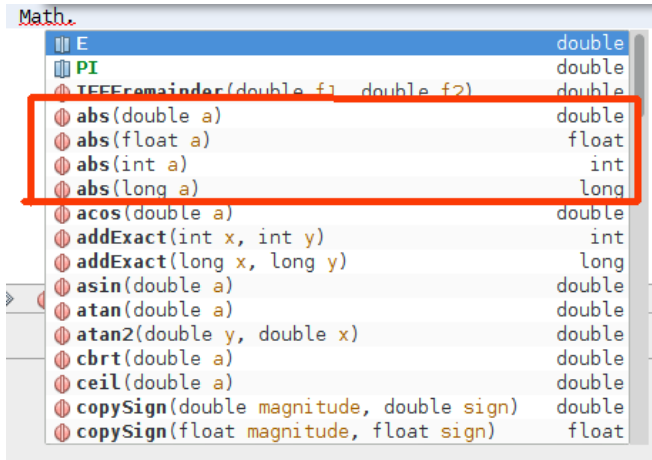 Math.
E double
PI double
IEEEremainder(double f1, double f2) double
abs(double a) double
abs(float a) float
abs(int a) int
abs(long a) long
acos(double a) double
addExact(int x, int y) int
addExact(long x, long y) long
asin(double a) double
atan(double a) double
atan2(double y, double x) double
cbrt(double a) double
ceil(double a) double
copySign(double magnitude, double sign) double
copySign(float magnitude, float sign) float